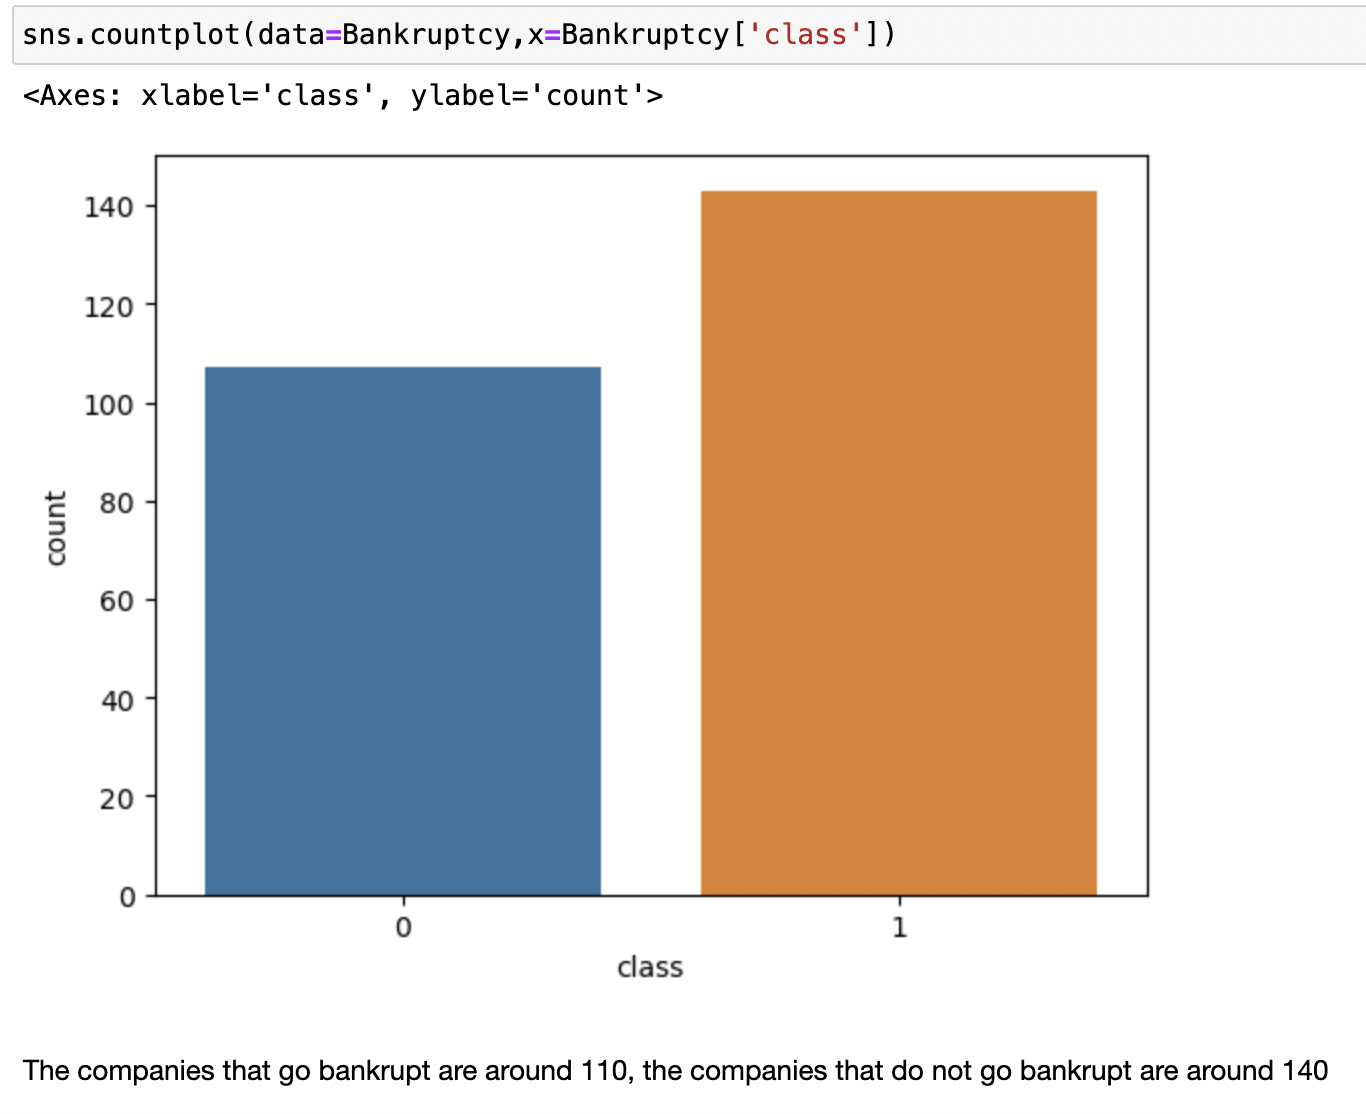 sns.countplot(data=Bankruptcy,x=Bankruptcy['class'])
<Axes: xlabel='class', ylabel='count'>
140
120
100
80
60
40
20
0
count
0 1
class
The companies that go bankrupt are around 110, the companies that do not go bankrupt are around 140